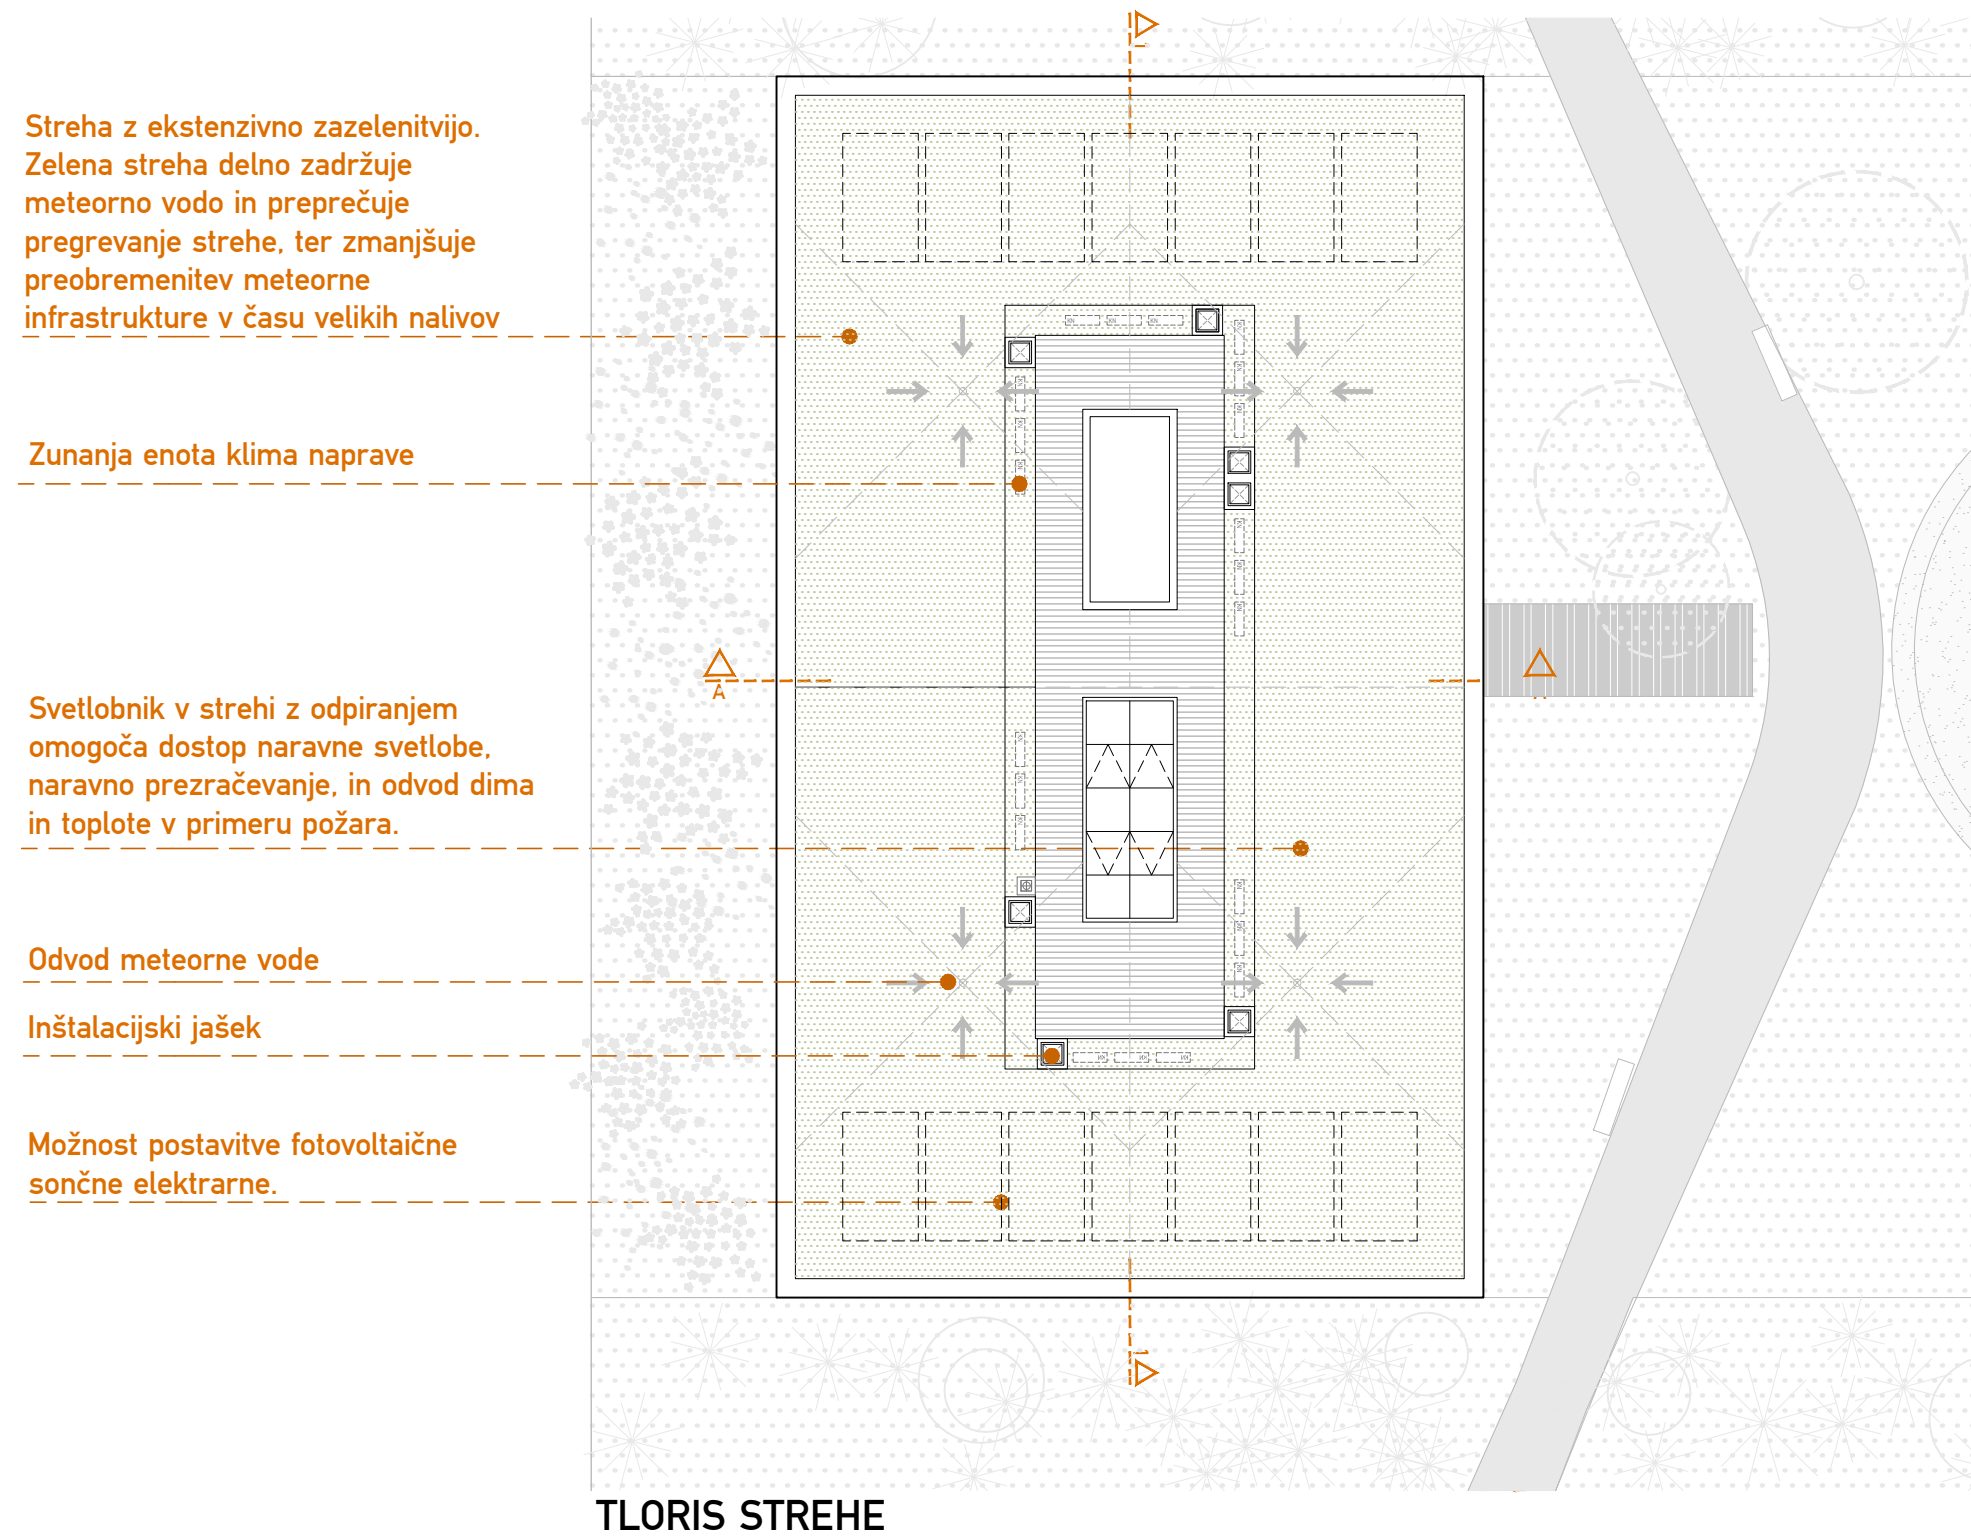 Streha z ekstenzivno zazelenitvijo.
Zelena streha delno zadržuje
meteorno vodo in preprečuje
pregrevanje strehe, ter zmanjšuje
preobremenitev meteorne
infrastrukture v času velikih nalivov
Zunanja enota klima naprave
A
Svetlobnik v strehi z odpiranjem
omogoča dostop naravne svetlobe,
naravno prezračevanje, in odvod dima
in toplote v primeru požara.
Odvod meteorne vode
Inštalacijski jašek
Možnost postavitve fotovoltaične
sončne elektrarne.
TLORIS STREHE